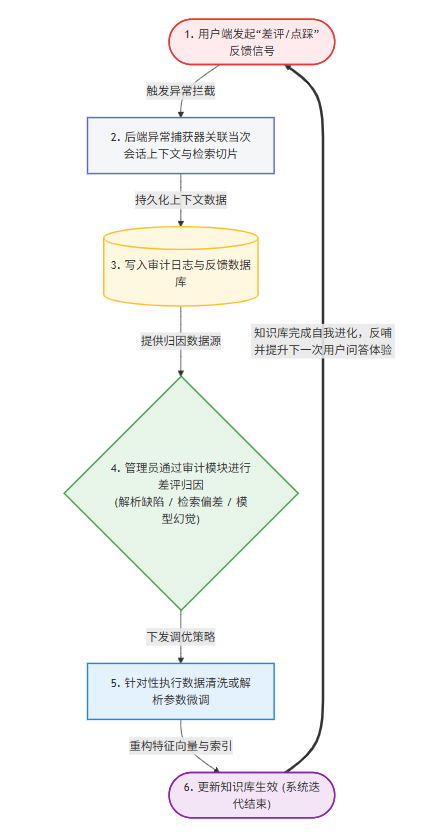 1. 用户端发起“差评/点踩”
反馈信号
触发异常拦截
2. 后端异常捕获器关联当次
会话上下文与检索切片
持久化上下文数据
3. 写入审计日志与反馈数据
库
提供归因数据源
知识库完成自我进化，反哺
并提升下一次用户问答体验
4. 管理员通过审计模块进行
差评归因
(解析缺陷 / 检索偏差 / 模
型幻觉)
下发调优策略
5. 针对性执行数据清洗或解
析参数微调
重构特征向量与索引
6. 更新知识库生效 (系统迭
代结束)